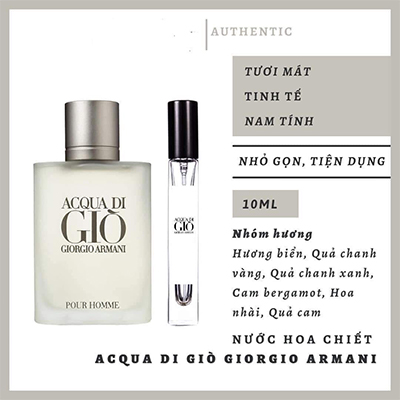 AUTHENTIC
TƯƠI MÁT
TINH TẾ
NAM TÍNH
NHỎ GỌN, TIỆN DỤNG
10ML
Nhóm hương
Hương biển, Quả chanh
vàng, Quả chanh xanh,
Cam bergamot, Hoa
nhài, Quả cam
NƯỚC HOA CHIẾT
ACQUA DI GIÒ GIORGIO ARMANI
ACQUA DI
GIÒ
GIORGIO ARMANI
POUR HOMME
ACQUA DI
GIÒ
GIORGIO ARMANI